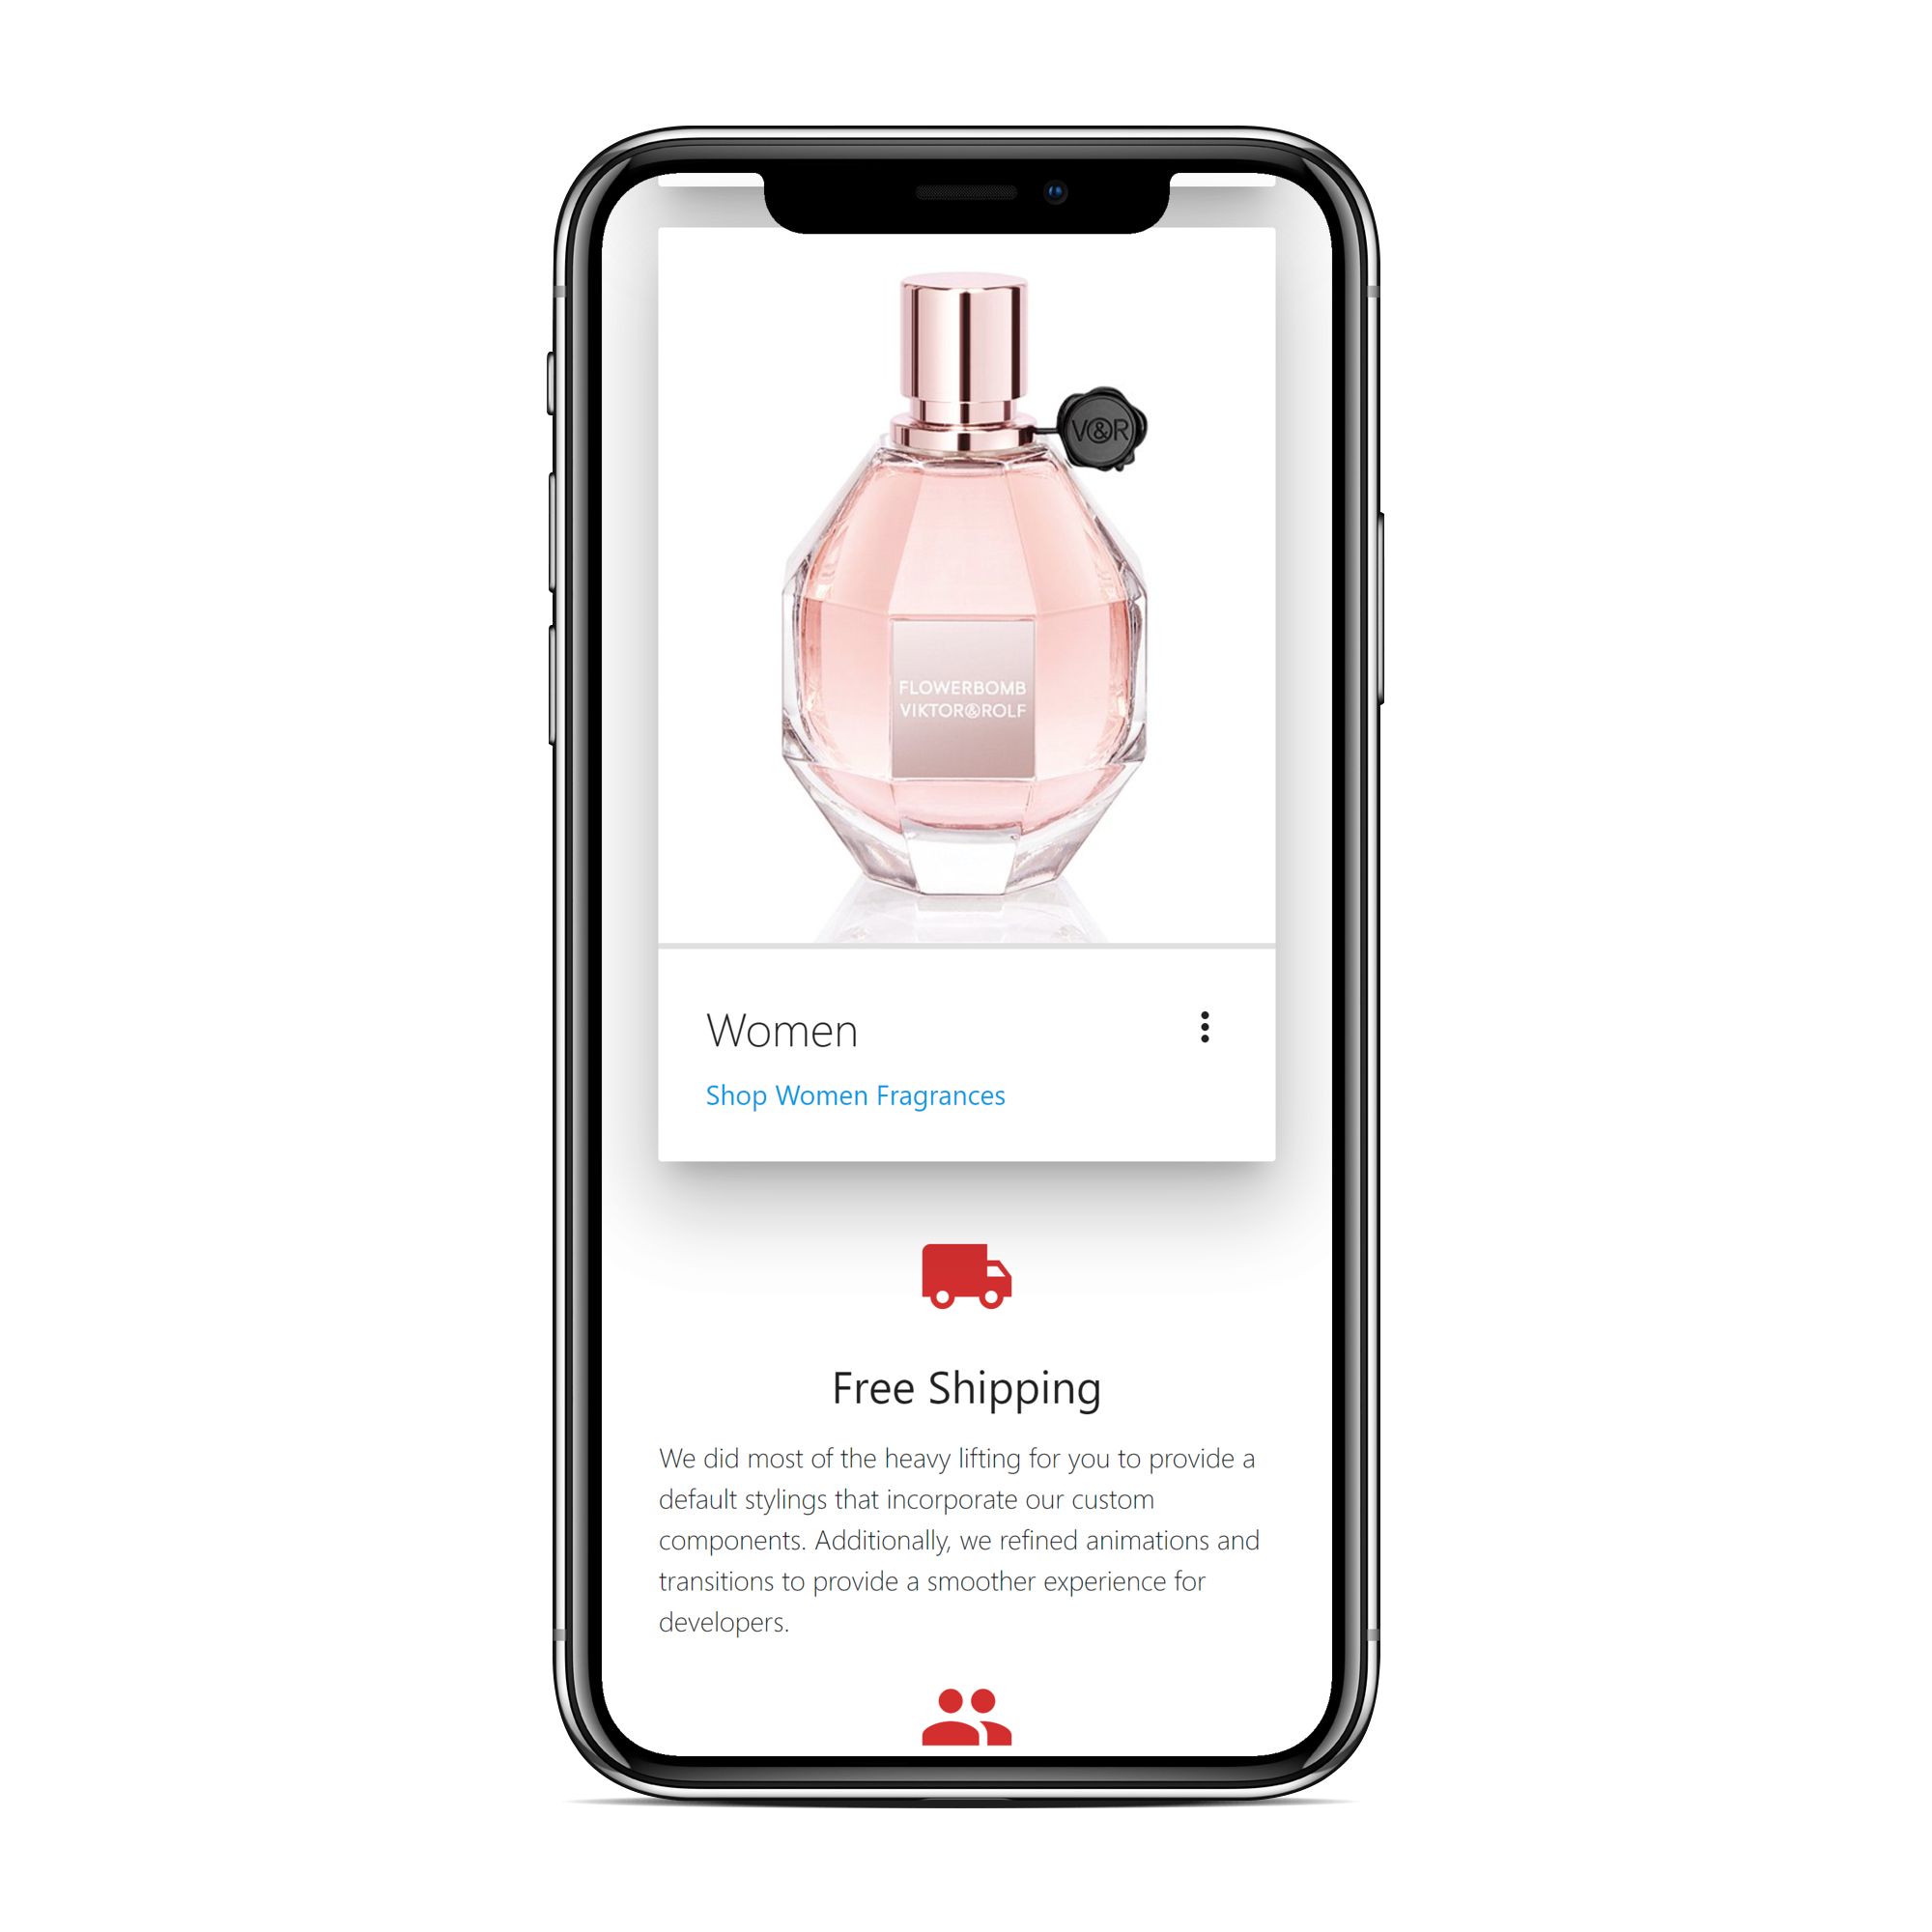 V&R
FLOWERBOMB
VIKTOR&ROLF
Women
Shop Women Fragrances
Free Shipping
We did most of the heavy lifting for you to provide a
default stylings that incorporate our custom
components. Additionally, we refined animations and
transitions to provide a smoother experience for
developers.